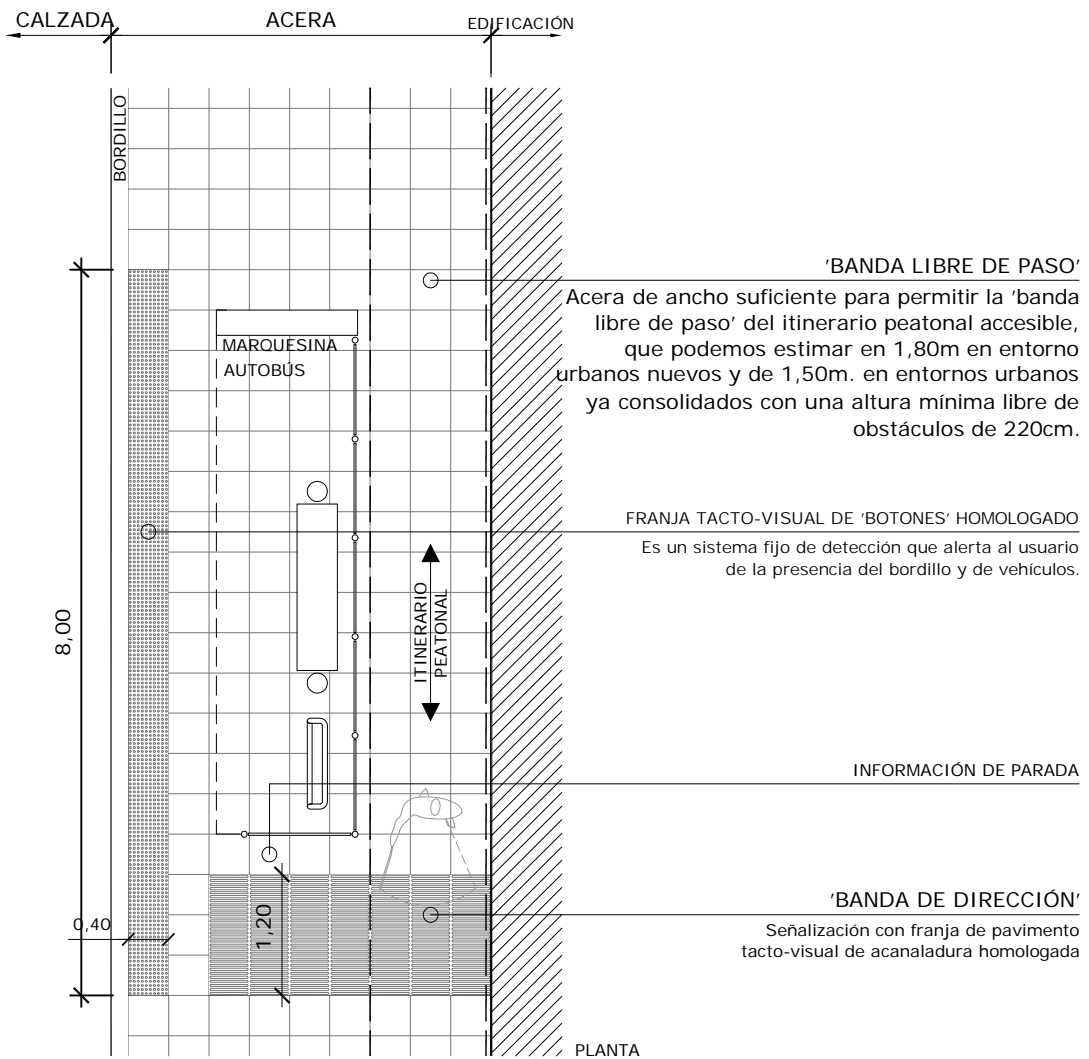 CALZADA
ACERA
EDIFICACIÓN
BORDILLO
'BANDA LIBRE DE PASO'
Acera de ancho suficiente para permitir la 'banda
libre de paso' del itinerario peatonal accesible,
que podemos estimar en 1,80m en entorno
urbanos nuevos y de 1,50m. en entornos urbanos
ya consolidados con una altura mínima libre de
obstáculos de 220cm.
MARQUESINA
AUTOBÚS
FRANJA TACTO-VISUAL DE 'BOTONES' HOMOLOGADO
Es un sistema fijo de detección que alerta al usuario
de la presencia del bordillo y de vehículos.
8,00
ITINERARIO
PEATONAL
INFORMACIÓN DE PARADA
0,40
1,20
'BANDA DE DIRECCIÓN'
Señalización con franja de pavimento
tacto-visual de acanaladura homologada
PLANTA